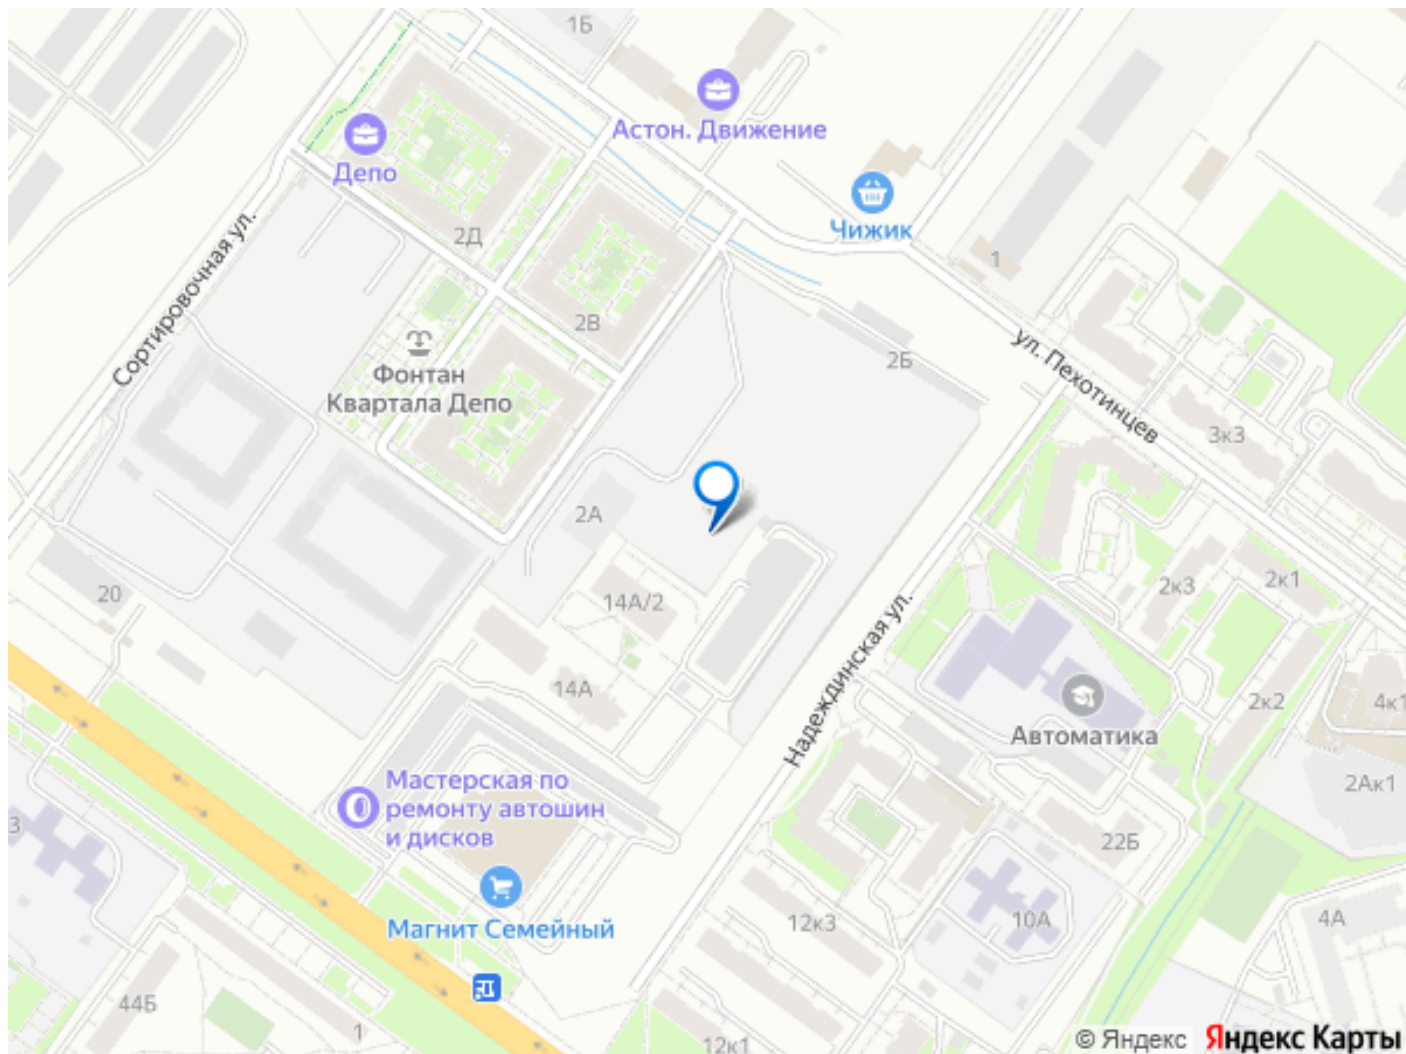 1Б
Астон. Движение
Депо
Чижик
2Д
1
Сортировочная ул.
2В
2Б
ул. Пехотинцев
Фонтан
Квартала Депо
3к3
2А
20
14А/2
2к3
2к1
Надеждинская ул.
14А
2к2
4к1
Автоматика
Мастерская по
ремонту автошин
и дисков
2Ак1
3
22Б
Магнит Семейный
12к3
10А
4А
44Б
1
12к1
© Яндекс
Яндекс Карты